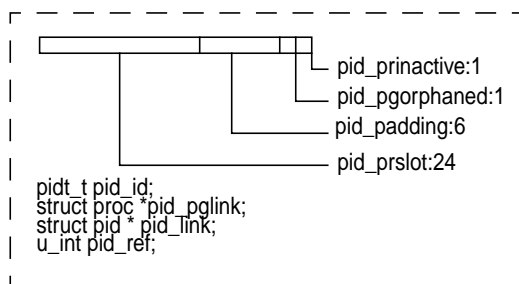 pid_prinactive:1
pid_pgorphaned:1
pid_padding:6
pid_prslot:24
pidt_t pid_id;
struct proc *pid_pglink;
struct pid * pid_link;
u_int pid_ref;